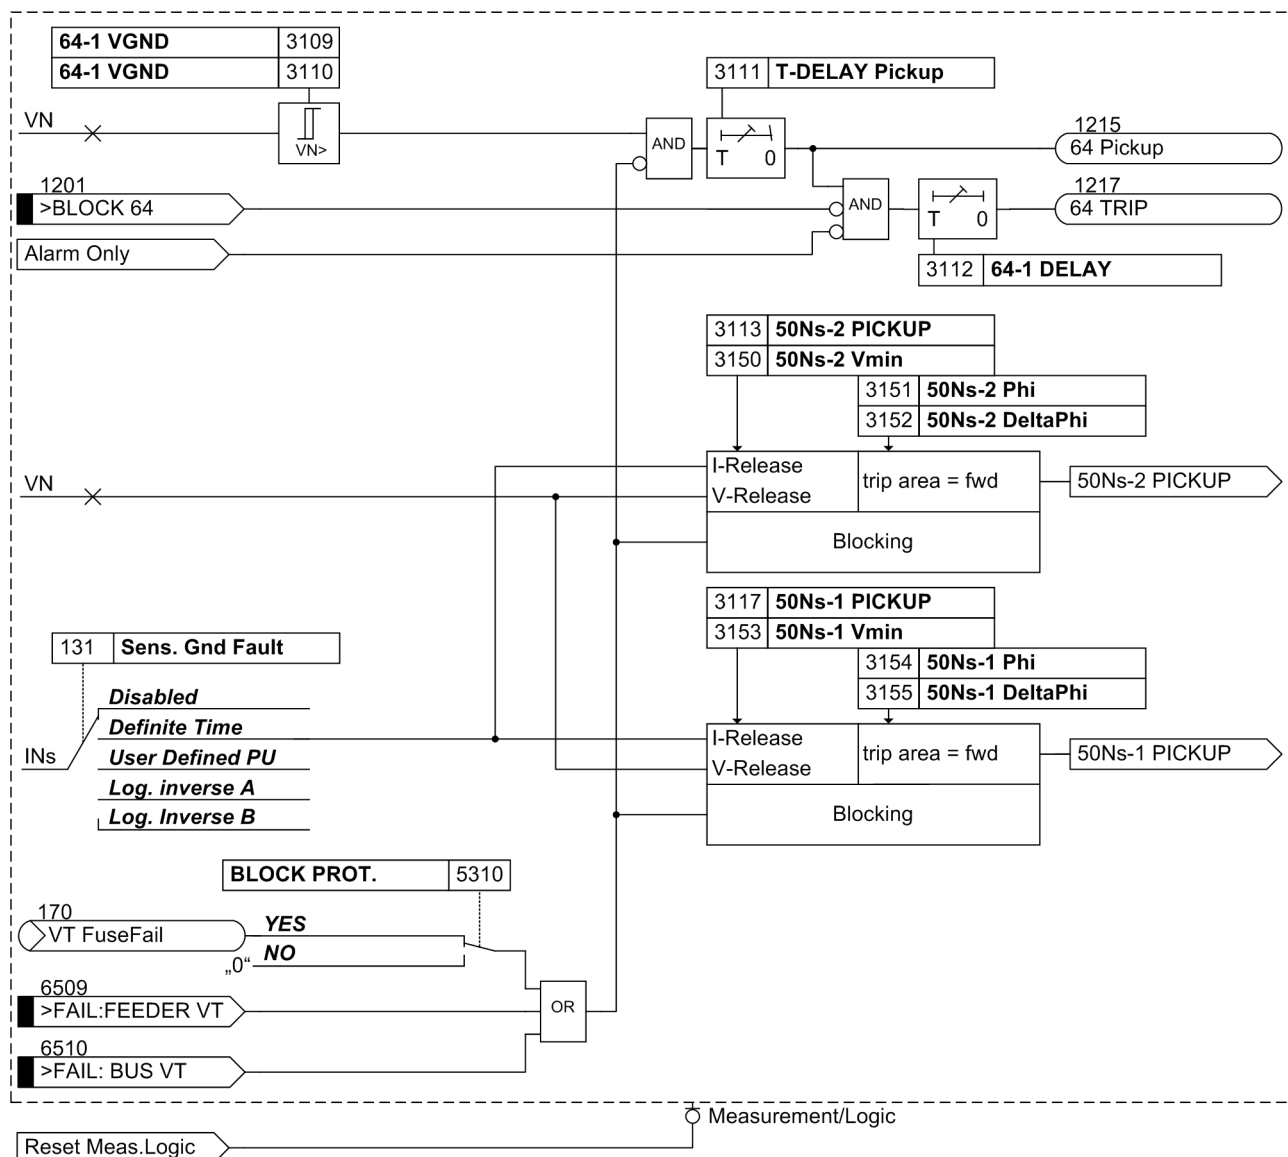 64-1 VGND 3109
64-1 VGND 3110
3111 T-DELAY Pickup
VN
VN>
AND
T 0
1215
64 Pickup
1201
>BLOCK 64
AND
T 0
1217
64 TRIP
Alarm Only
3112 64-1 DELAY
3113 50Ns-2 PICKUP
3150 50Ns-2 Vmin
3151 50Ns-2 Phi
3152 50Ns-2 DeltaPhi
VN
I-Release
V-Release
trip area = fwd
50Ns-2 PICKUP
Blocking
3117 50Ns-1 PICKUP
3153 50Ns-1 Vmin
131 Sens. Gnd Fault
3154 50Ns-1 Phi
3155 50Ns-1 DeltaPhi
Disabled
Definite Time
INs
User Defined PU
Log. inverse A
Log. Inverse B
I-Release
V-Release
trip area = fwd
50Ns-1 PICKUP
Blocking
BLOCK PROT. 5310
170
VT FuseFail
YES
„0“ NO
6509
>FAIL:FEEDER VT
OR
6510
>FAIL: BUS VT
Measurement/Logic
Reset Meas.Logic